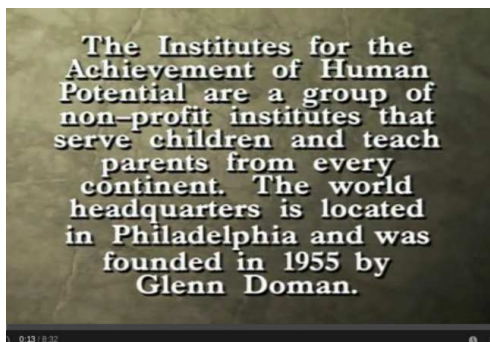 The Institutes for the
Achievement of Human
Potential are a group of
non–profit institutes that
serve children and teach
parents from every
continent. The world
headquarters is located
in Philadelphia and was
founded in 1955 by
Glenn Doman.
0:13 / 8:32